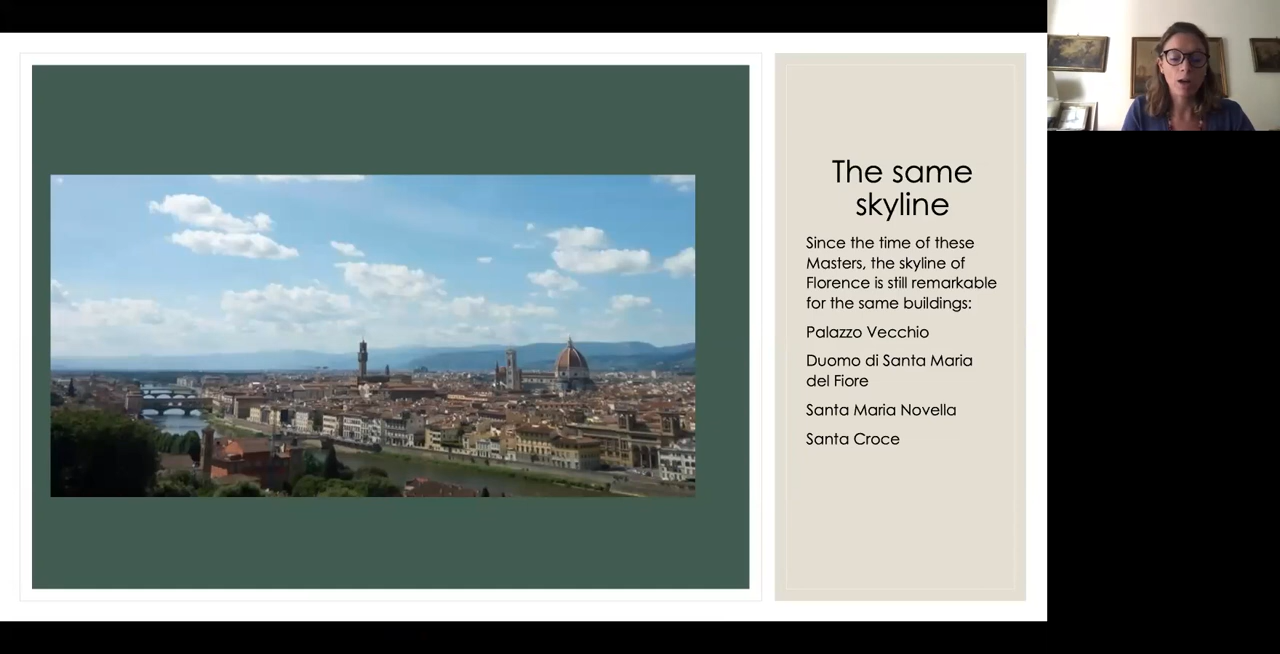 The same
skyline
Since the time of these
Masters, the skyline of
Florence is still remarkable
for the same buildings:
Palazzo Vecchio
Duomo di Santa Maria
del Fiore
Santa Maria Novella
Santa Croce